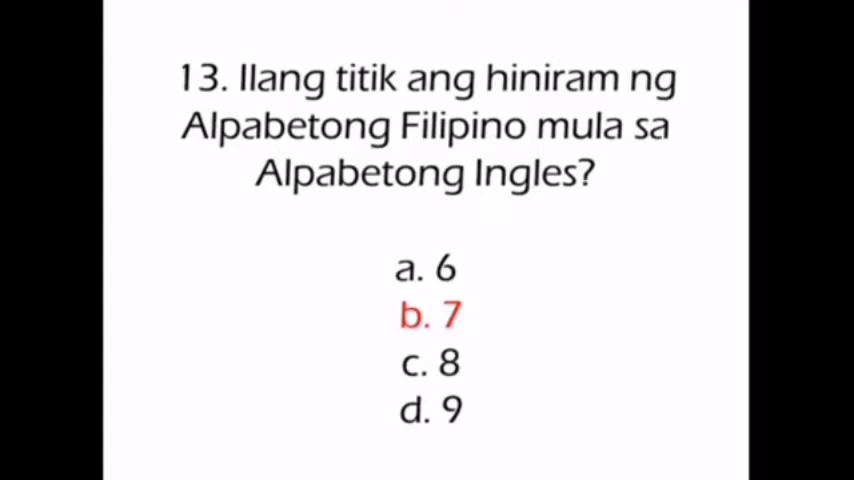 13. Ilang titik ang hiniram ng
Alpabetong Filipino mula sa
Alpabetong Ingles?
a. 6
b. 7
c. 8
d. 9